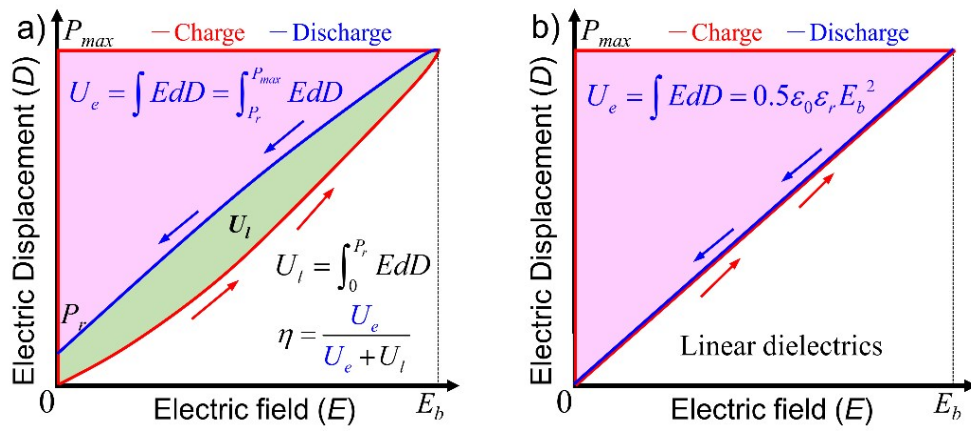 a)
P_max
— Charge — Discharge
U_e = ∫ EdD = ∫_{P_r}^{P_max} EdD
U_l
U_l = ∫_0^{P_r} EdD
P_r
η = U_e / (U_e + U_l)
Electric Displacement (D)
0
Electric field (E)
E_b
b)
P_max
— Charge — Discharge
U_e = ∫ EdD = 0.5ε_0ε_rE_b^2
Linear dielectrics
Electric Displacement (D)
0
Electric field (E)
E_b